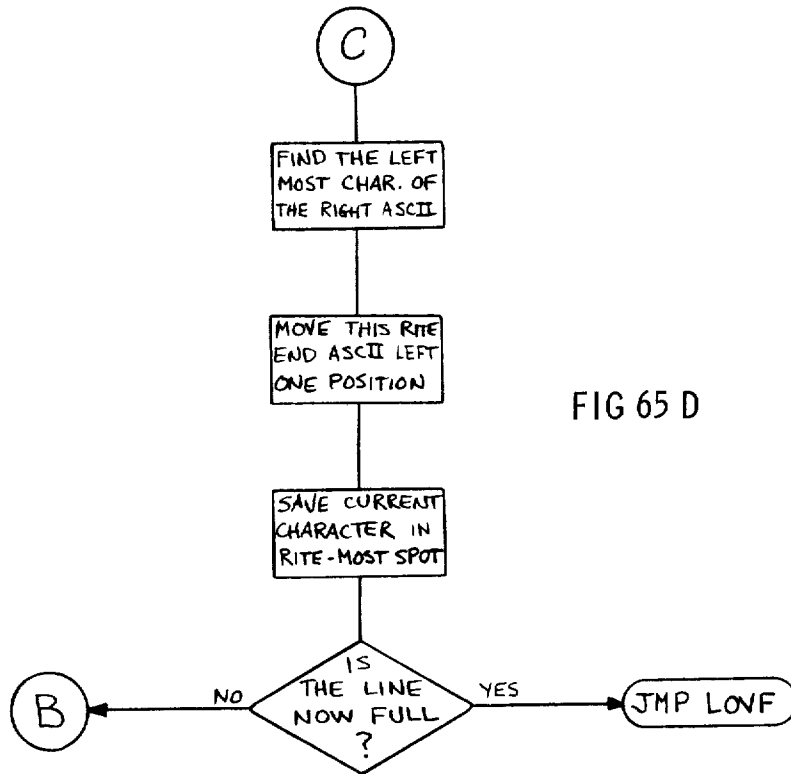 C
FIND THE LEFT
MOST CHAR. OF
THE RIGHT ASCII
MOVE THIS RITE
END ASCII LEFT
ONE POSITION
FIG 65 D
SAVE CURRENT
CHARACTER IN
RITE-MOST SPOT
IS
THE LINE
NOW FULL
?
NO
YES
B
JMP LOVF